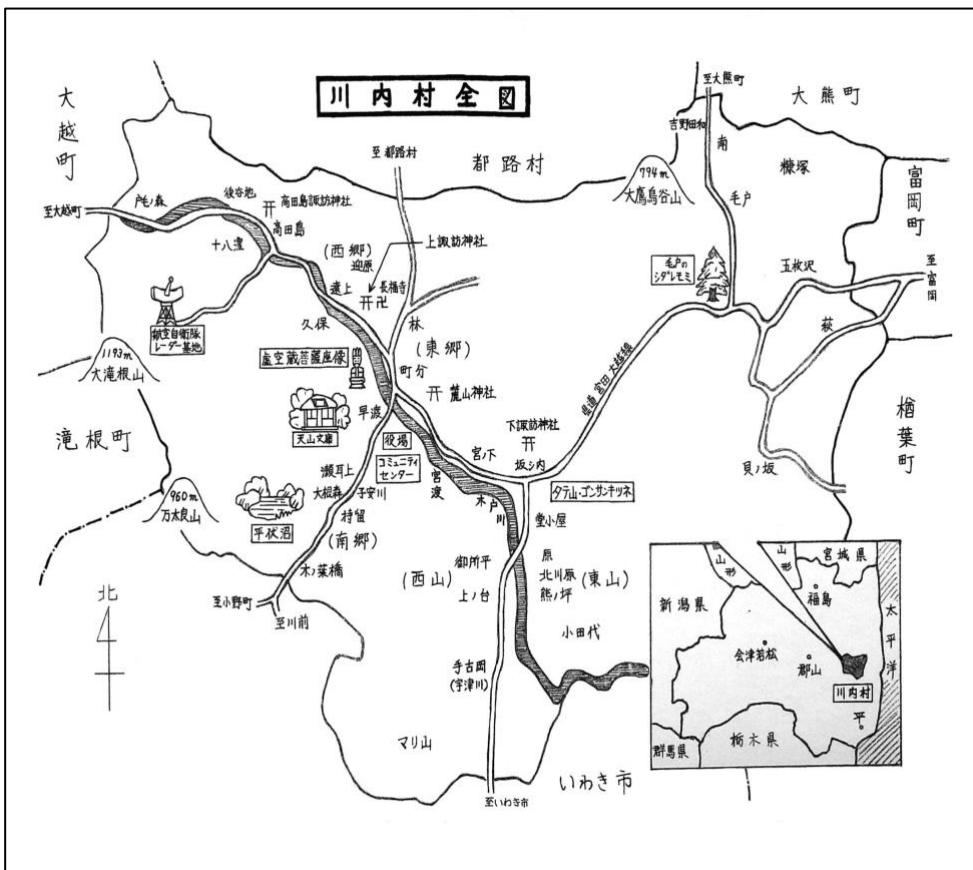 川内村全図
大越町
至都路村
都路村
至大熊町
大熊町
吉野田和
南
糠塚
富岡町
794m
大鷹鳥谷山
毛戸
至大越町
後谷地
高田島諏訪神社
高田島
十八窪
(西郷)
迎原
上諏訪神社
遠上
長福寺
毛戸の
シダレモミ
玉枚沢
至富岡
萩
航空自衛隊
レーダー基地
久保
林
(東郷)
町分
1193m
大滝根山
虚空蔵菩薩座像
麓山神社
県道 宮田 大越線
楢葉町
滝根町
天山文庫
早渡
役場
コミュニティ
センター
下諏訪神社
宮ノ下
坂シ内
宮渡
貝ノ坂
瀬耳上
大根森
子安川
木戸川
タテ山・ゴンサンキツネ
960m
万太良山
平伏沼
持留
(南郷)
堂小屋
木ノ葉橋
御所平
(西山)
上ノ台
原
北川原
熊ノ坪
(東山)
至小野町
至川前
小田代
北
手古岡
(宇津川)
マリ山
いわき市
至いわき市
山形
宮城県
新潟県
福島
太平洋
会津若松
郡山
川内村
平
群馬県
栃木県